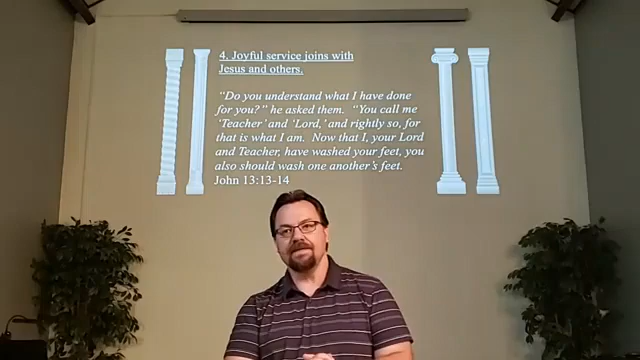 4. Joyful service joins with
Jesus and others.
“Do you understand what I have done
for you?” he asked them. “You call me
‘Teacher’ and ‘Lord,’ and rightly so, for
that is what I am. Now that I, your Lord
and Teacher, have washed your feet, you
also should wash one another’s feet.
John 13:13-14